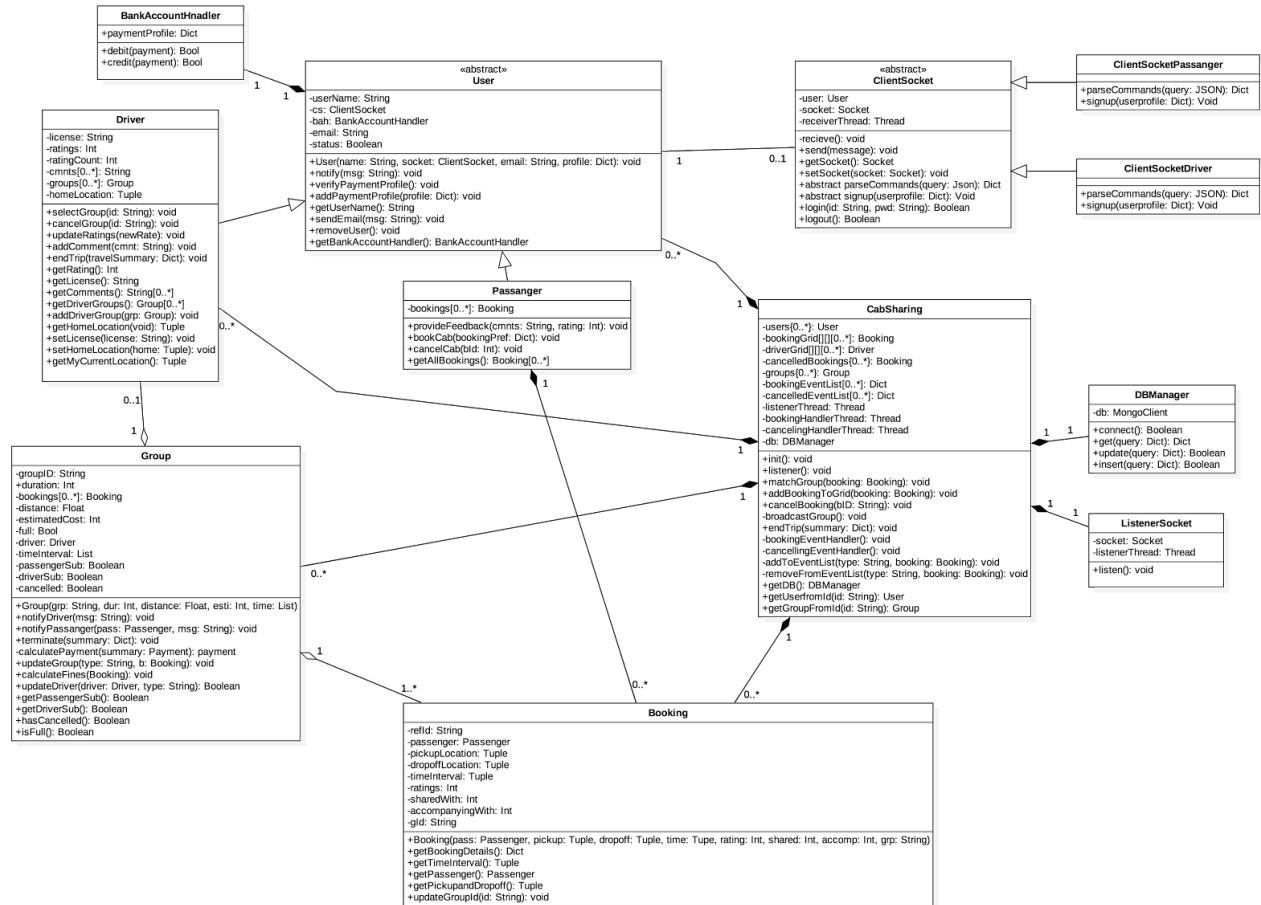 BankAccountHnadler
+paymentProfile: Dict
+debit(payment): Bool
+credit(payment): Bool
1
1
«abstract»
User
-userName: String
-cs: ClientSocket
-bah: BankAccountHandler
-email: String
-status: Boolean
+User(name: String, socket: ClientSocket, email: String, profile: Dict): void
+notify(msg: String): void
+verifyPaymentProfile(): void
+addPaymentProfile(profile: Dict): void
+getUserName(): String
+sendEmail(msg: String): void
+removeUser(): void
+getBankAccountHandler(): BankAccountHandler
1
0..1
0..*
1
«abstract»
ClientSocket
-user: User
-socket: Socket
-receiverThread: Thread
-recieve(): void
+send(message): void
+getSocket(): Socket
+setSocket(socket: Socket): void
+abstract parseCommands(query: Json): Dict
+abstract signup(userprofile: Dict): Void
+login(id: String, pwd: String): Boolean
+logout(): Boolean
ClientSocketPassanger
+parseCommands(query: JSON): Dict
+signup(userprofile: Dict): Void
ClientSocketDriver
+parseCommands(query: JSON): Dict
+signup(userprofile: Dict): Void
Driver
-license: String
-ratings: Int
-ratingCount: Int
-cmnts[0..*]: String
-groups[0..*]: Group
-homeLocation: Tuple
+selectGroup(id: String): void
+cancelGroup(id: String): void
+updateRatings(newRate): void
+addComment(cmnt: String): void
+endTrip(travelSummary: Dict): void
+getRating(): Int
+getLicense(): String
+getComments(): String[0..*]
+getDriverGroups(): Group[0..*]
+addDriverGroup(grp: Group): void
+getHomeLocation(void): Tuple
+setLicense(license: String): void
+setHomeLocation(home: Tuple): void
+getMyCurrentLocation(): Tuple
0..*
1
0..1
1
Passanger
-bookings[0..*]: Booking
+provideFeedback(cmnts: String, rating: Int): void
+bookCab(bookingPref: Dict): void
+cancelCab(bId: Int): void
+getAllBookings(): Booking[0..*]
1
0..*
CabSharing
-users{0..*}: User
-bookingGrid[][][0..*]: Booking
-driverGrid[][][0..*]: Driver
-cancelledBookings{0..*}: Booking
-groups{0..*}: Group
-bookingEventList[0..*]: Dict
-cancelledEventList[0..*]: Dict
-listenerThread: Thread
-bookingHandlerThread: Thread
-cancelingHandlerThread: Thread
-db: DBManager
+init(): void
+listener(): void
+matchGroup(booking: Booking): void
+addBookingToGrid(booking: Booking): void
+cancelBooking(bID: String): void
-broadcastGroup(): void
+endTrip(summary: Dict): void
-bookingEventHandler(): void
-cancellingEventHandler(): void
-addToEventList(type: String, booking: Booking): void
-removeFromEventList(type: String, booking: Booking): void
+getDB(): DBManager
+getUserfromId(id: String): User
+getGroupFromId(id: String): Group
1
1
DBManager
-db: MongoClient
+connect(): Boolean
+get(query: Dict): Dict
+update(query: Dict): Boolean
+insert(query: Dict): Boolean
1
1
ListenerSocket
-socket: Socket
-listenerThread: Thread
+listen(): void
1
0..*
Group
-groupID: String
+duration: Int
-bookings[0..*]: Booking
-distance: Float
-estimatedCost: Int
-full: Bool
-driver: Driver
-timeInterval: List
-passengerSub: Boolean
-driverSub: Boolean
-cancelled: Boolean
+Group(grp: String, dur: Int, distance: Float, esti: Int, time: List)
+notifyDriver(msg: String): void
+notifyPassanger(pass: Passenger, msg: String): void
+terminate(summary: Dict): void
-calculatePayment(summary: Payment): payment
+updateGroup(type: String, b: Booking): void
+calculateFines(Booking): void
+updateDriver(driver: Driver, type: String): Boolean
+getPassengerSub(): Boolean
+getDriverSub(): Boolean
+hasCancelled(): Boolean
+isFull(): Boolean
1
1..*
1
0..*
Booking
-refId: String
-passenger: Passenger
-pickupLocation: Tuple
-dropoffLocation: Tuple
-timeInterval: Tuple
-ratings: Int
-sharedWith: Int
-accompanyingWith: Int
-gId: String
+Booking(pass: Passenger, pickup: Tuple, dropoff: Tuple, time: Tupe, rating: Int, shared: Int, accomp: Int, grp: String)
+getBookingDetails(): Dict
+getTimeInterval(): Tuple
+getPassenger(): Passenger
+getPickupandDropoff(): Tuple
+updateGroupId(id: String): void